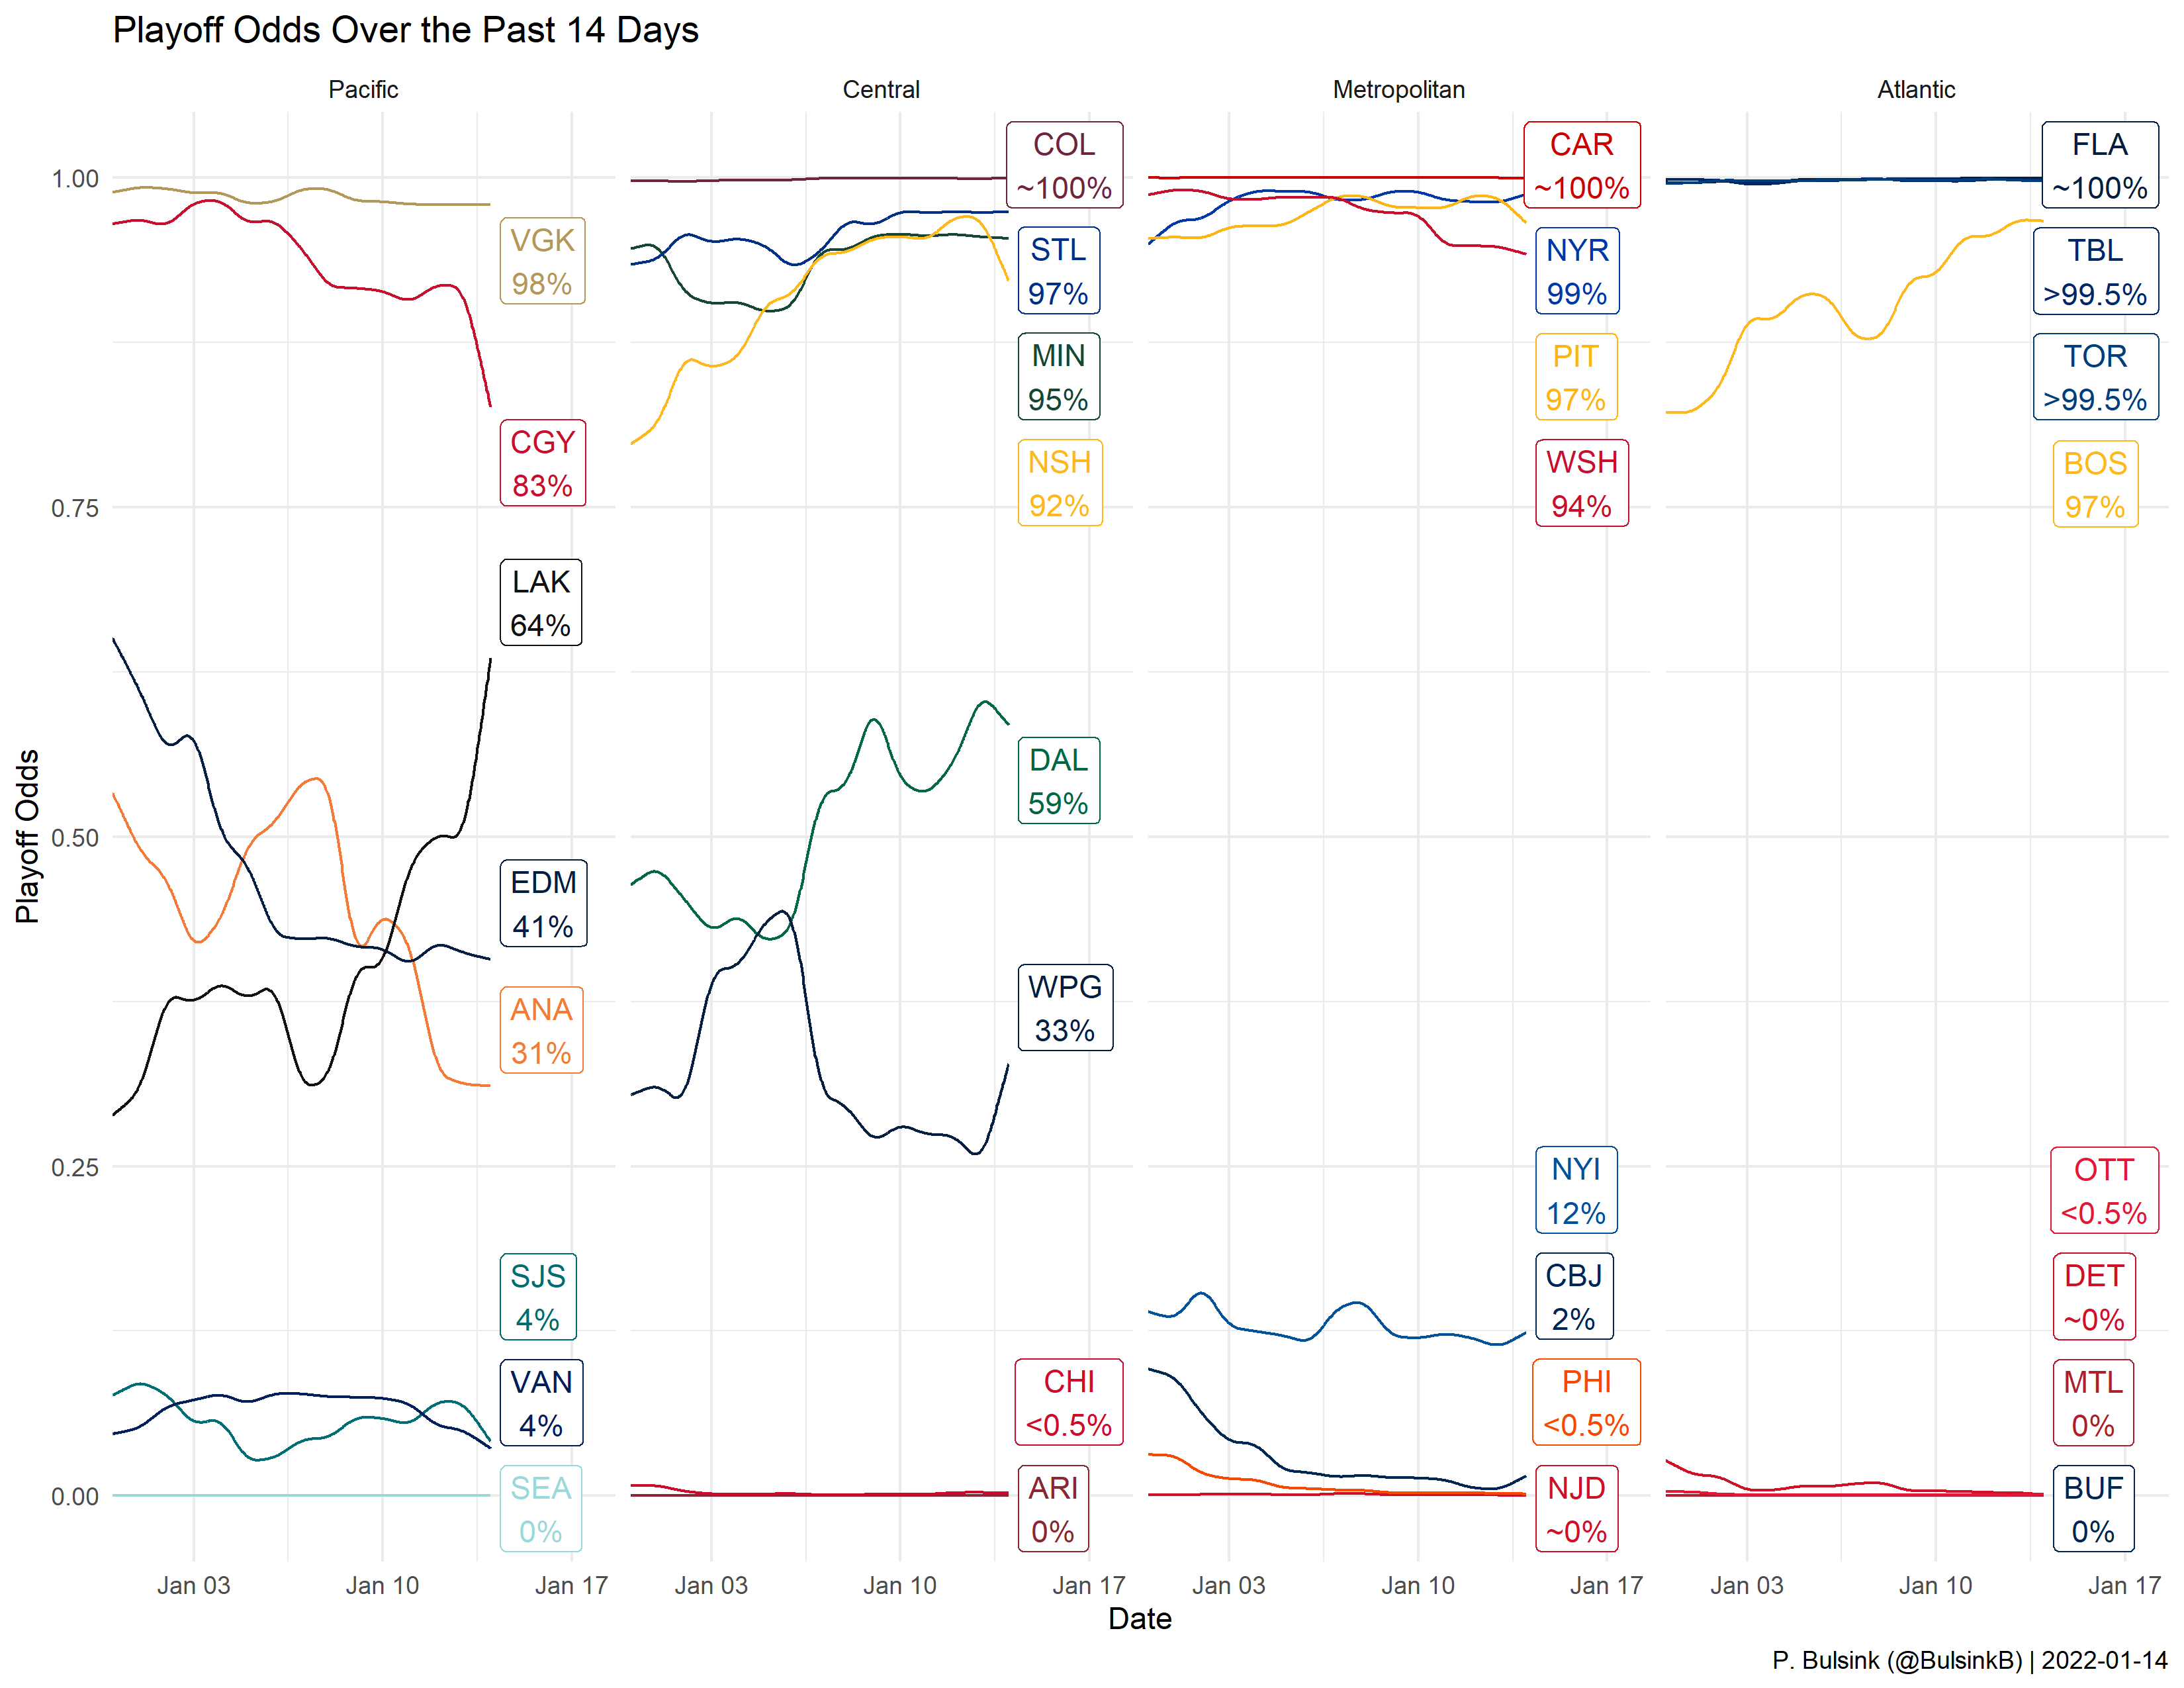 Playoff Odds Over the Past 14 Days
Pacific
Central
Metropolitan
Atlantic
Playoff Odds
1.00
0.75
0.50
0.25
0.00
VGK
98%
CGY
83%
LAK
64%
EDM
41%
ANA
31%
SJS
4%
VAN
4%
SEA
0%
COL
~100%
STL
97%
MIN
95%
NSH
92%
DAL
59%
WPG
33%
CHI
<0.5%
ARI
0%
CAR
~100%
NYR
99%
PIT
97%
WSH
94%
NYI
12%
CBJ
2%
PHI
<0.5%
NJD
~0%
FLA
~100%
TBL
>99.5%
TOR
>99.5%
BOS
97%
OTT
<0.5%
DET
~0%
MTL
0%
BUF
0%
Jan 03 Jan 10 Jan 17
Jan 03 Jan 10 Jan 17
Jan 03 Jan 10 Jan 17
Jan 03 Jan 10 Jan 17
Date
P. Bulsink (@BulsinkB) | 2022-01-14